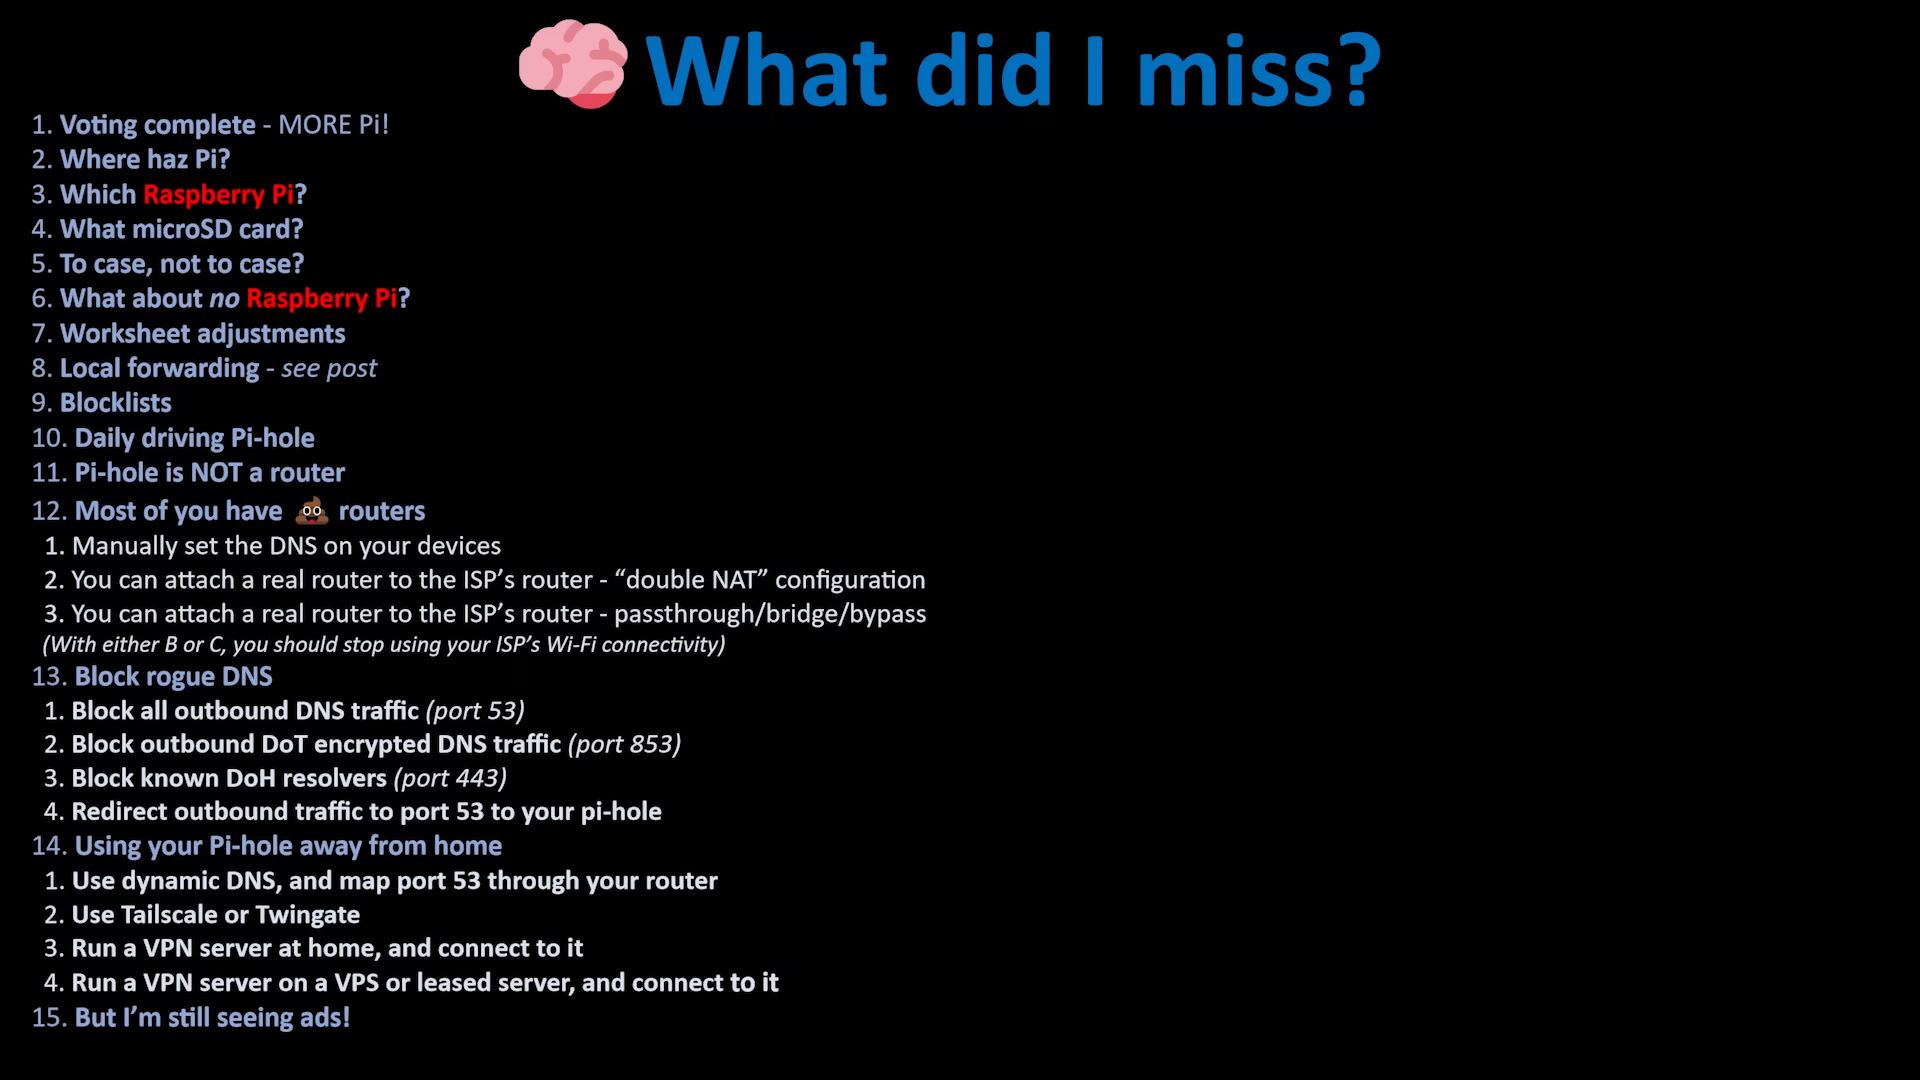 What did I miss?
1. Voting complete - MORE Pi!
2. Where haz Pi?
3. Which Raspberry Pi?
4. What microSD card?
5. To case, not to case?
6. What about no Raspberry Pi?
7. Worksheet adjustments
8. Local forwarding - see post
9. Blocklists
10. Daily driving Pi-hole
11. Pi-hole is NOT a router
12. Most of you have 💩 routers
1. Manually set the DNS on your devices
2. You can attach a real router to the ISP’s router - “double NAT” configuration
3. You can attach a real router to the ISP’s router - passthrough/bridge/bypass
(With either B or C, you should stop using your ISP’s Wi-Fi connectivity)
13. Block rogue DNS
1. Block all outbound DNS traffic (port 53)
2. Block outbound DoT encrypted DNS traffic (port 853)
3. Block known DoH resolvers (port 443)
4. Redirect outbound traffic to port 53 to your pi-hole
14. Using your Pi-hole away from home
1. Use dynamic DNS, and map port 53 through your router
2. Use Tailscale or Twingate
3. Run a VPN server at home, and connect to it
4. Run a VPN server on a VPS or leased server, and connect to it
15. But I’m still seeing ads!